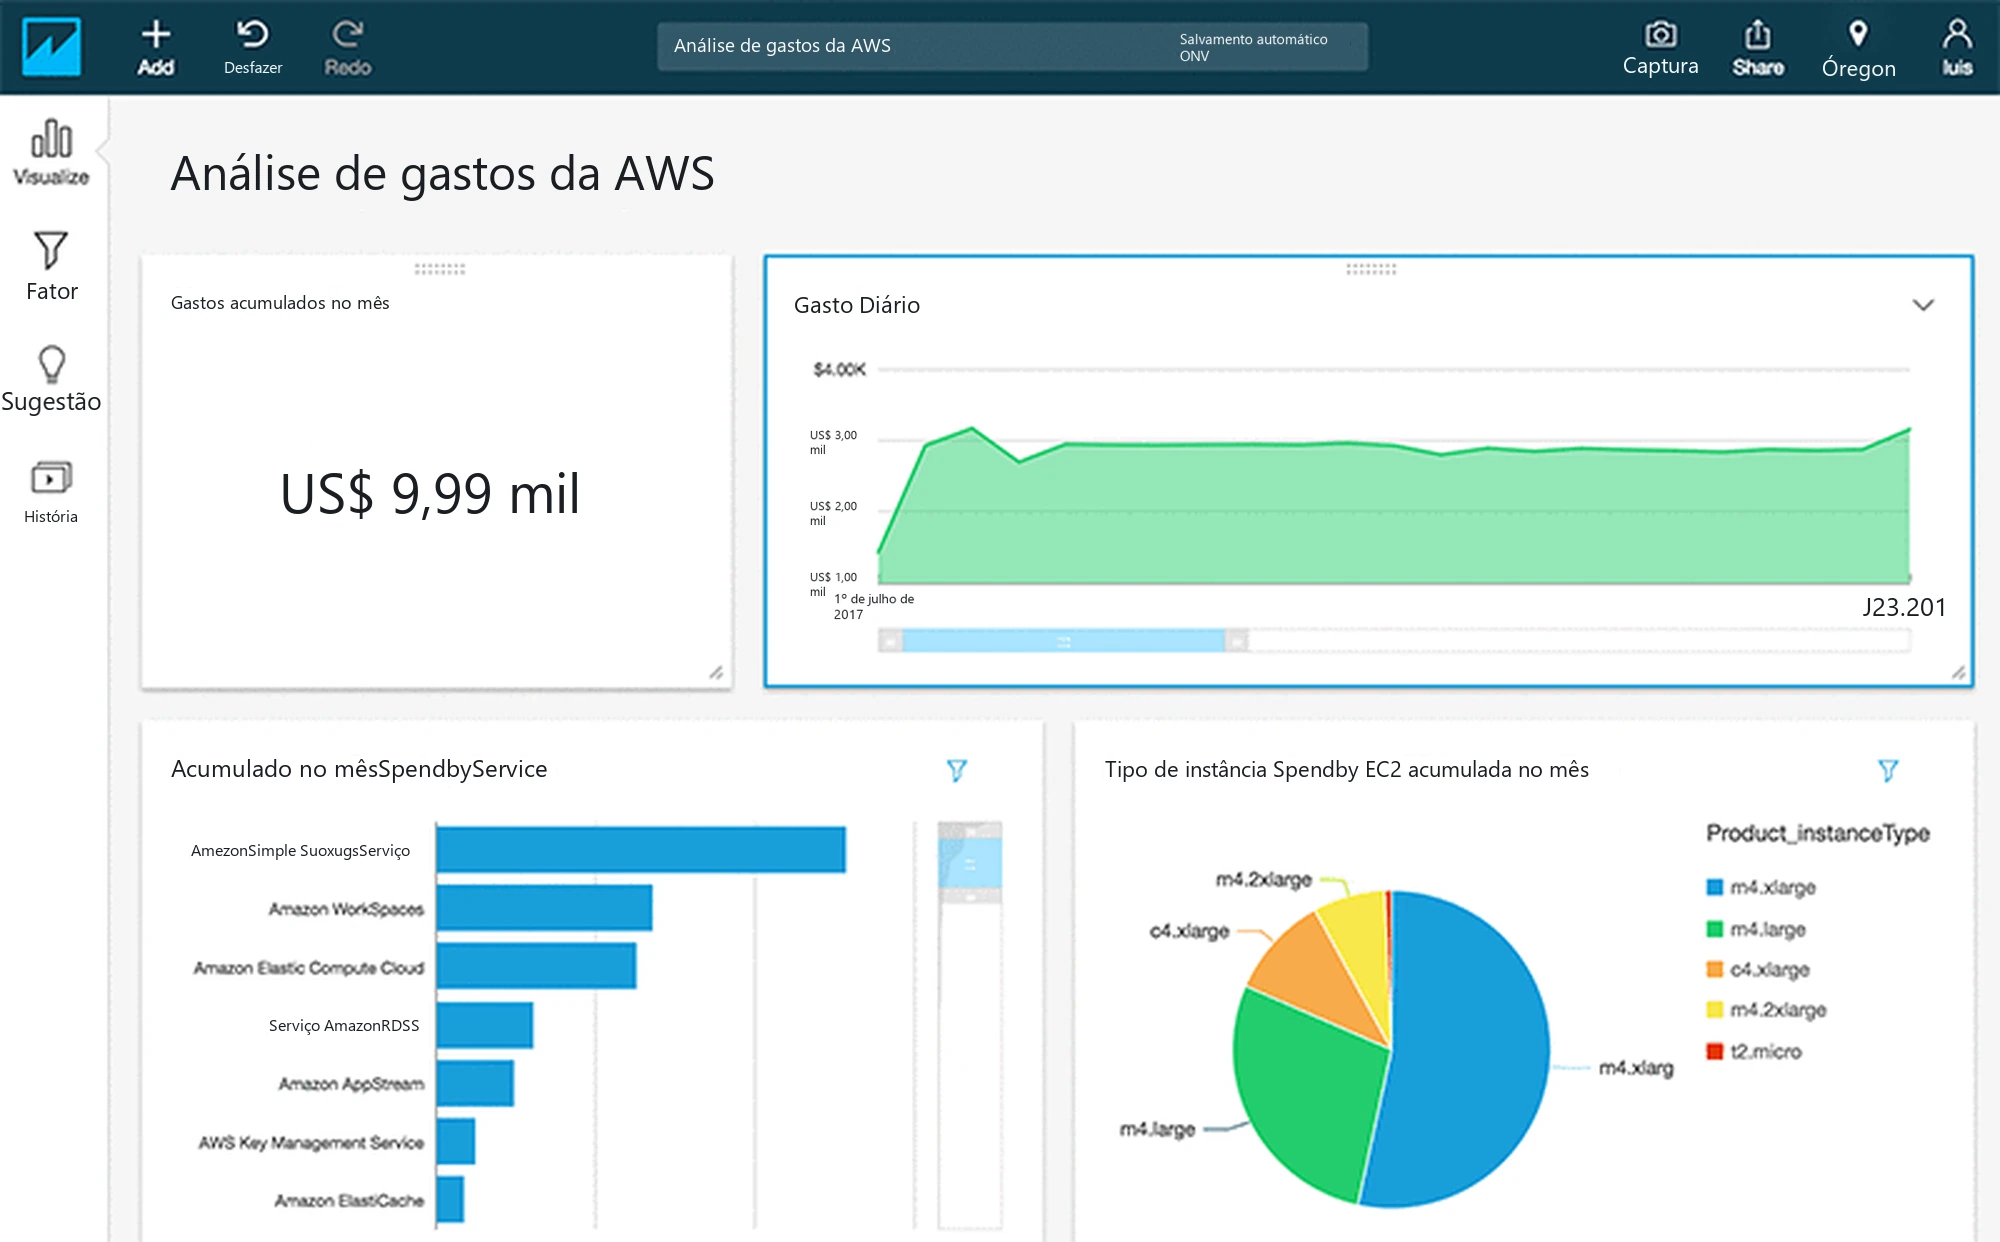 Add
Desfazer
Redo
Análise de gastos da AWS
Salvamento automático
ONV
Captura
Share
Óregon
luis
Visualize
Fator
Sugestão
História
Análise de gastos da AWS
Gastos acumulados no mês
US$ 9,99 mil
Gasto Diário
$4.00K
US$ 3,00
mil
US$ 2,00
mil
US$ 1,00
mil
1º de julho de
2017
J23.201
Acumulado no mêsSpendbyService
AmezonSimple SuoxugsServiço
Amazon WorkSpaces
Amazon Elastic Compute Cloud
Serviço AmazonRDSS
Amazon AppStream
AWS Key Management Service
Amazon ElastiCache
Tipo de instância Spendby EC2 acumulada no mês
m4.2xlarge
c4.xlarge
m4.large
m4.xlarg
Product_instanceType
m4.xlarge
m4.large
c4.xlarge
m4.2xlarge
t2.micro